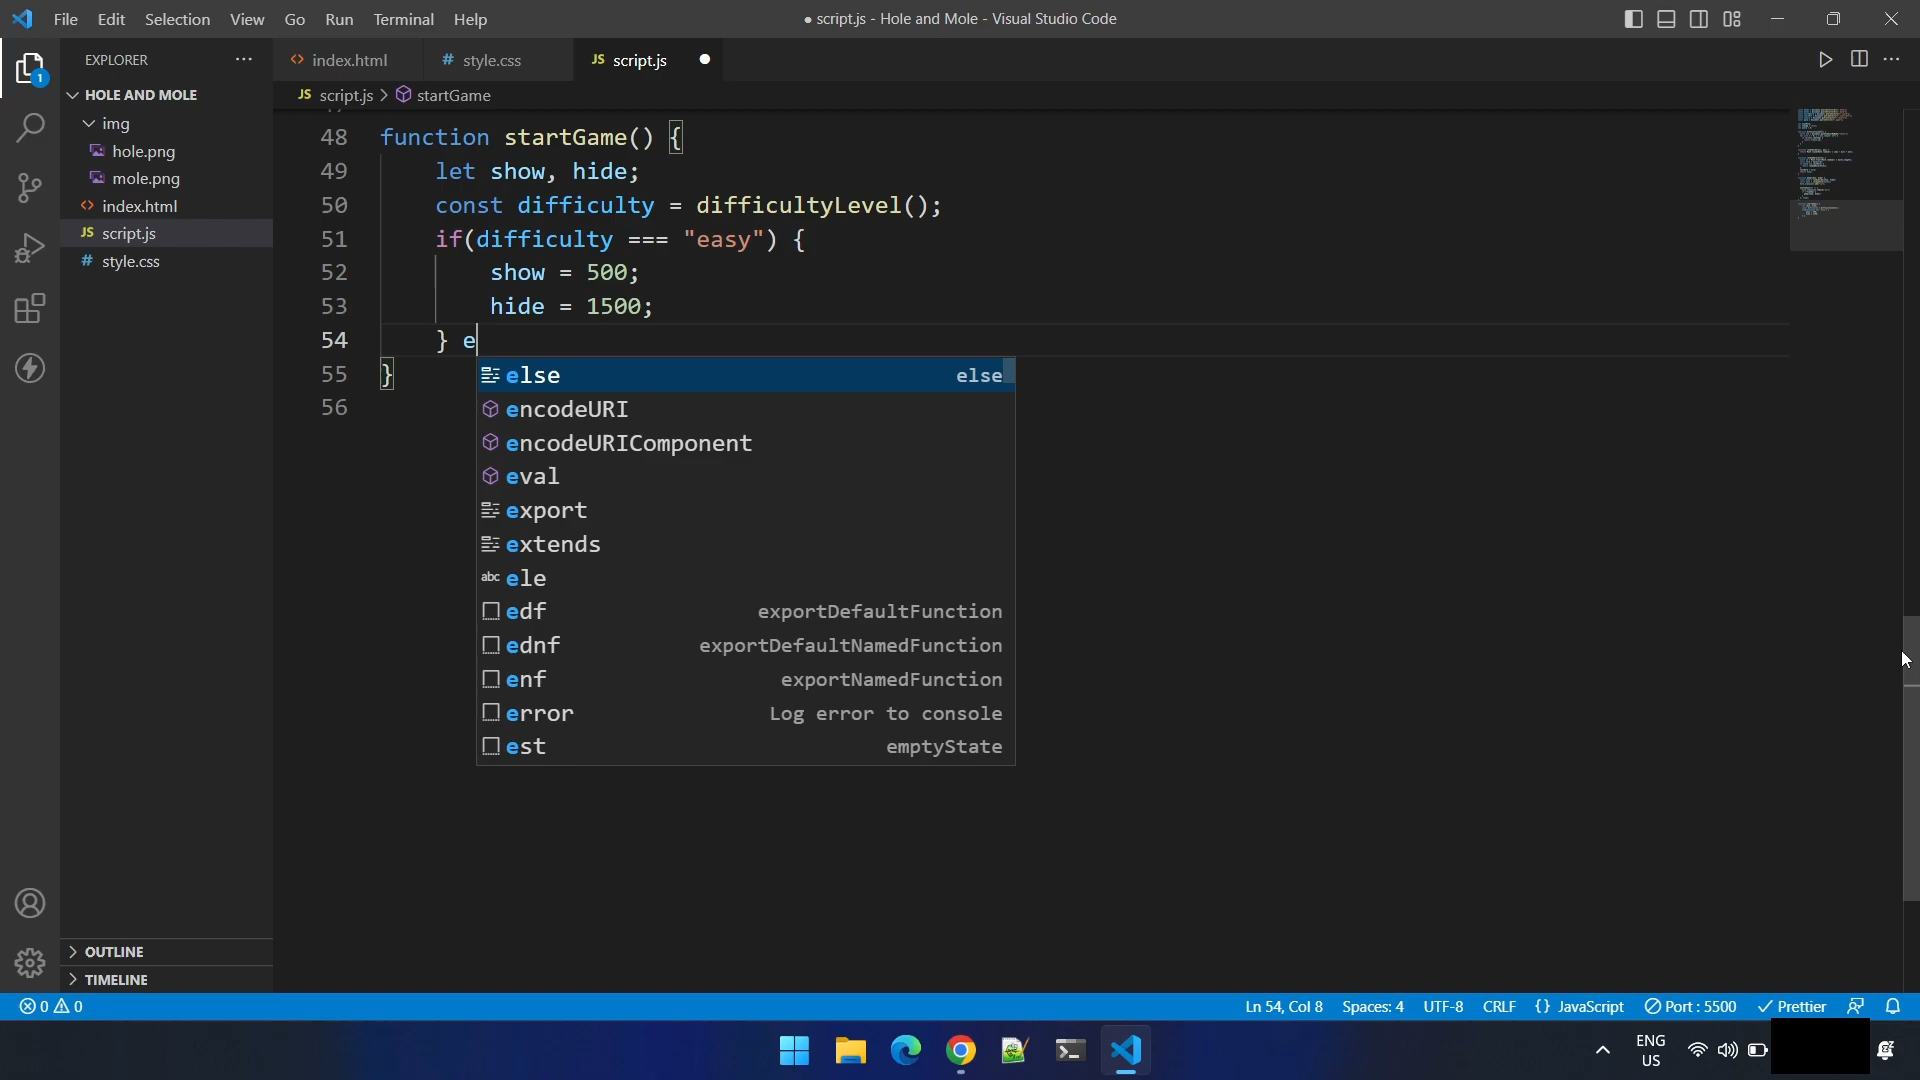 File Edit Selection View Go Run Terminal Help
● script.js - Hole and Mole - Visual Studio Code
EXPLORER
HOLE AND MOLE
img
hole.png
mole.png
index.html
script.js
style.css
OUTLINE
TIMELINE
index.html
style.css
JS script.js
JS script.js > startGame
48 function startGame() {
49 let show, hide;
50 const difficulty = difficultyLevel();
51 if(difficulty === "easy") {
52 show = 500;
53 hide = 1500;
54 } e
55 }
56
else else
encodeURI
encodeURIComponent
eval
export
extends
abc ele
edf exportDefaultFunction
ednf exportDefaultNamedFunction
enf exportNamedFunction
error Log error to console
est emptyState
0 0 Ln 54, Col 8 Spaces: 4 UTF-8 CRLF {} JavaScript Port : 5500 Prettier
ENG
US